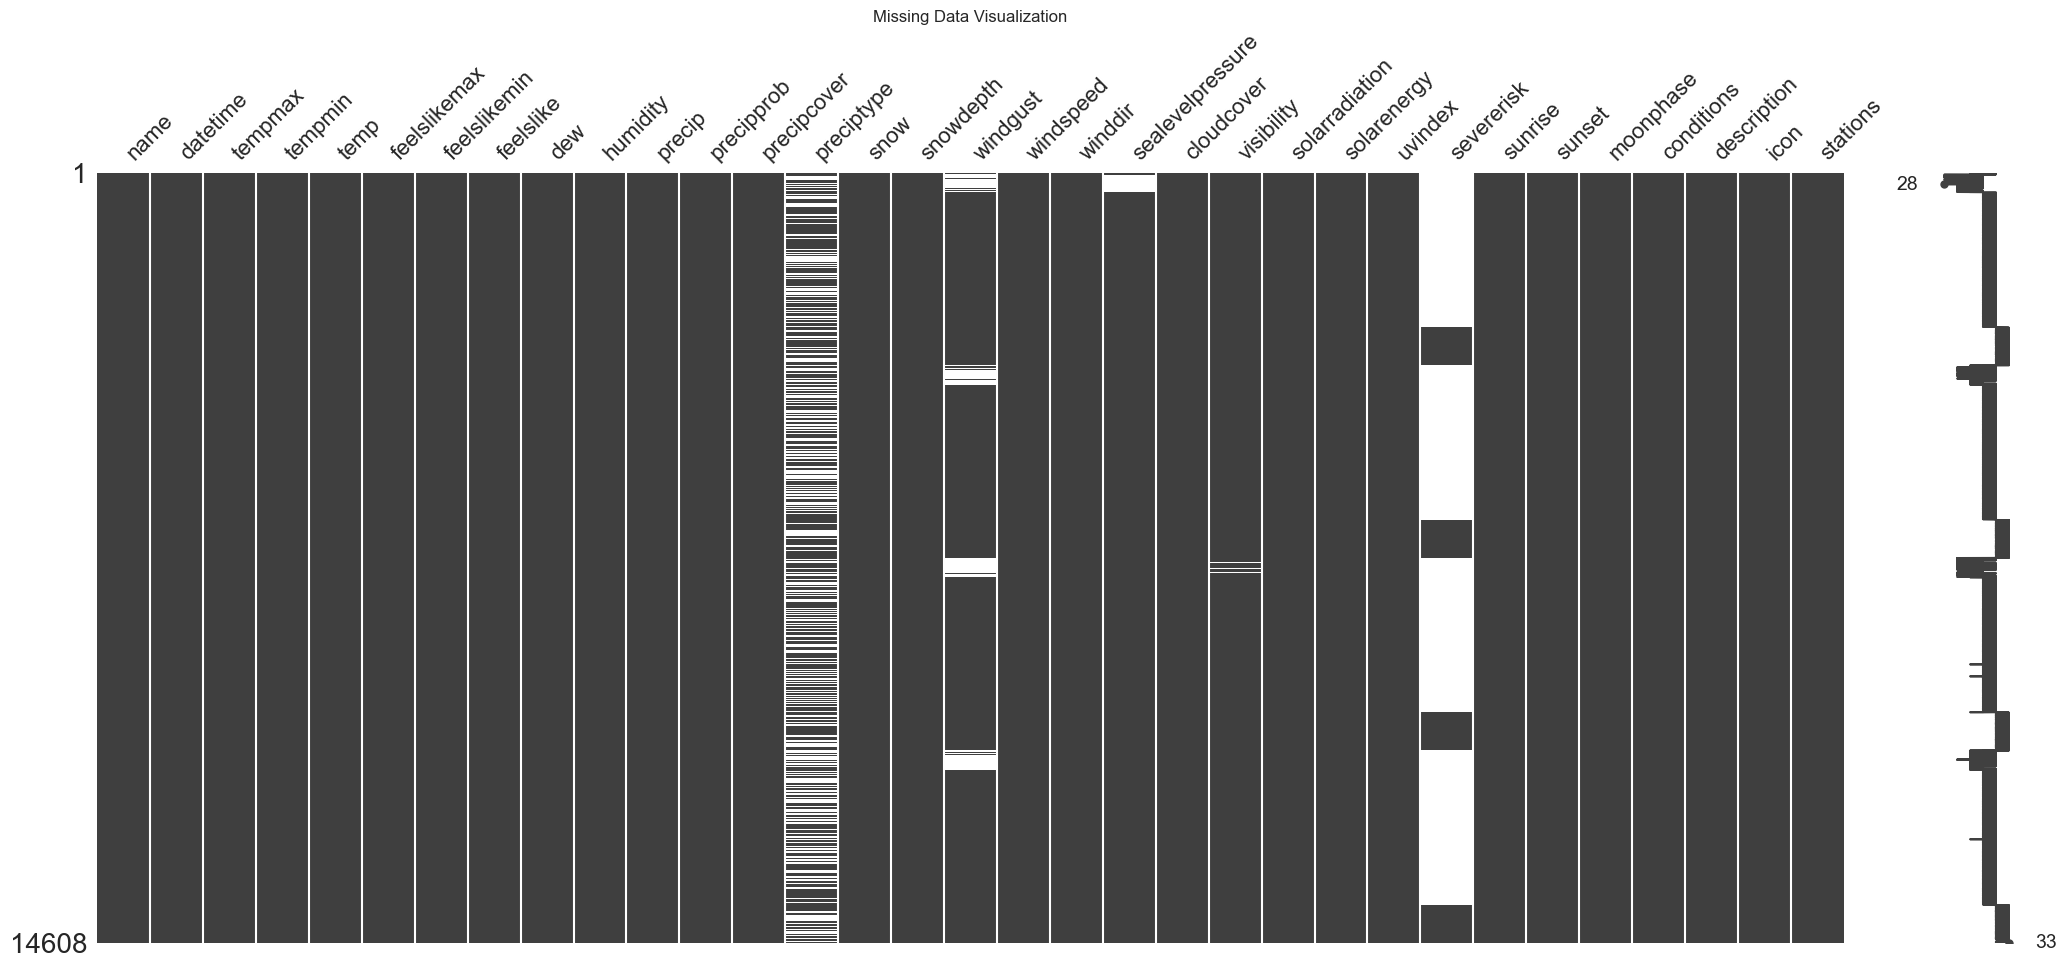 Missing Data Visualization
name
datetime
tempmax
tempmin
temp
feelslikemax
feelslikemin
feelslike
dew
humidity
precip
precipprob
precipcover
preciptype
snow
snowdepth
windgust
windspeed
winddir
sealevelpressure
cloudcover
visibility
solarradiation
solarenergy
uvindex
severerisk
sunrise
sunset
moonphase
conditions
description
icon
stations
1
28
14608
33